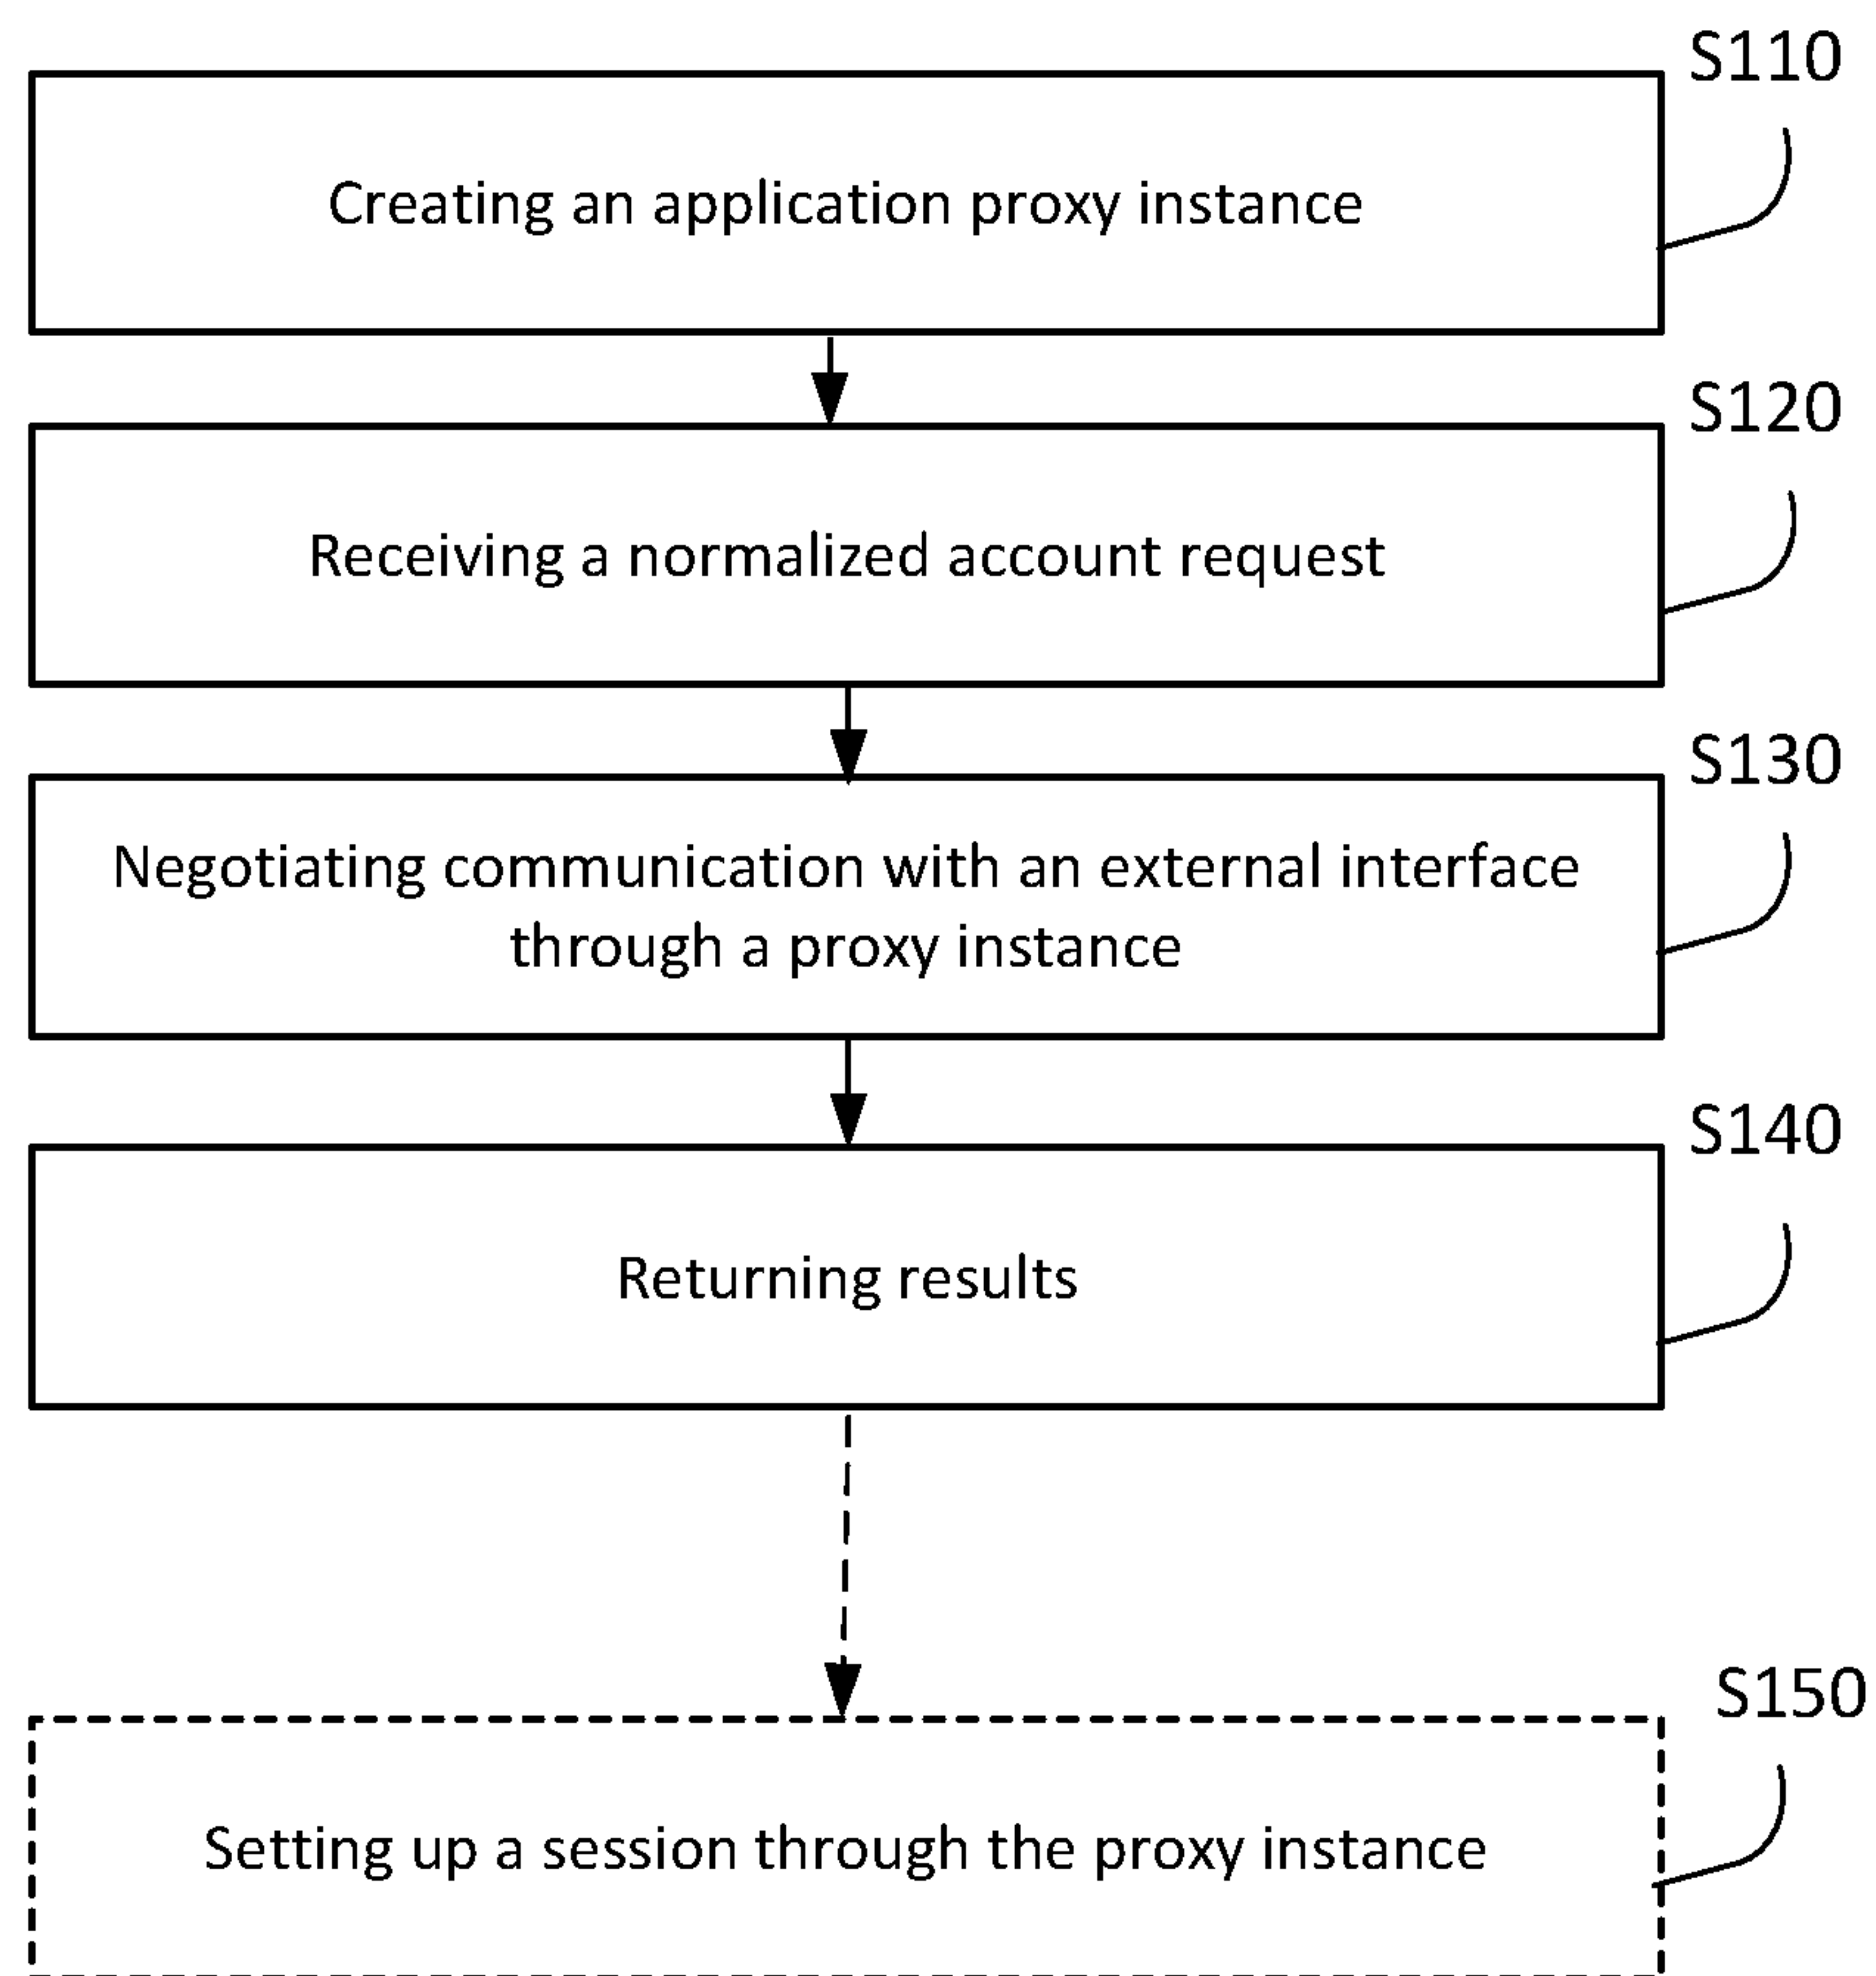 S110
Creating an application proxy instance
S120
Receiving a normalized account request
S130
Negotiating communication with an external interface
through a proxy instance
S140
Returning results
S150
Setting up a session through the proxy instance